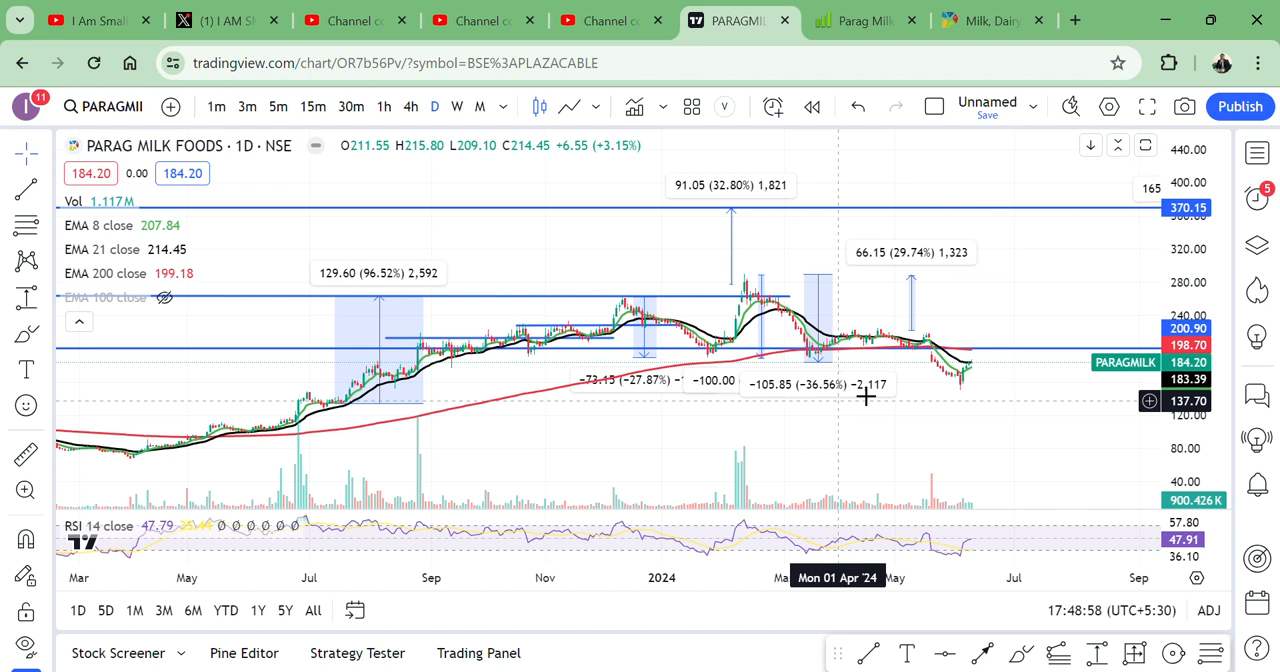 I Am Small
(1) I AM S
Channel c
Channel c
Channel c
PARAGMIL
Parag Milk
Milk, Dairy
tradingview.com/chart/OR7b56Pv/?symbol=BSE%3APLAZACABLE
I 11
PARAGMII
1m 3m 5m 15m 30m 1h 4h D W M
V
Unnamed
Save
Publish
PARAG MILK FOODS · 1D · NSE
O211.55 H215.80 L209.10 C214.45 +6.55 (+3.15%)
184.20 0.00 184.20
Vol 1.117M
EMA 8 close 207.84
EMA 21 close 214.45
EMA 200 close 199.18
EMA 100 close
129.60 (96.52%) 2,592
91.05 (32.80%) 1,821
66.15 (29.74%) 1,323
165
-73.15 (-27.87%)
-100.00
-105.85 (-36.56%) -2,117
440.00
400.00
370.15
320.00
280.00
240.00
200.90
198.70
PARAGMILK 184.20
183.39
137.70
120.00
80.00
40.00
900.426K
RSI 14 close 47.79
57.80
47.91
36.10
Mar May Jul Sep Nov 2024 Mon 01 Apr '24 May Jul Sep
1D 5D 1M 3M 6M YTD 1Y 5Y All
17:48:58 (UTC+5:30) ADJ
Stock Screener Pine Editor Strategy Tester Trading Panel
5